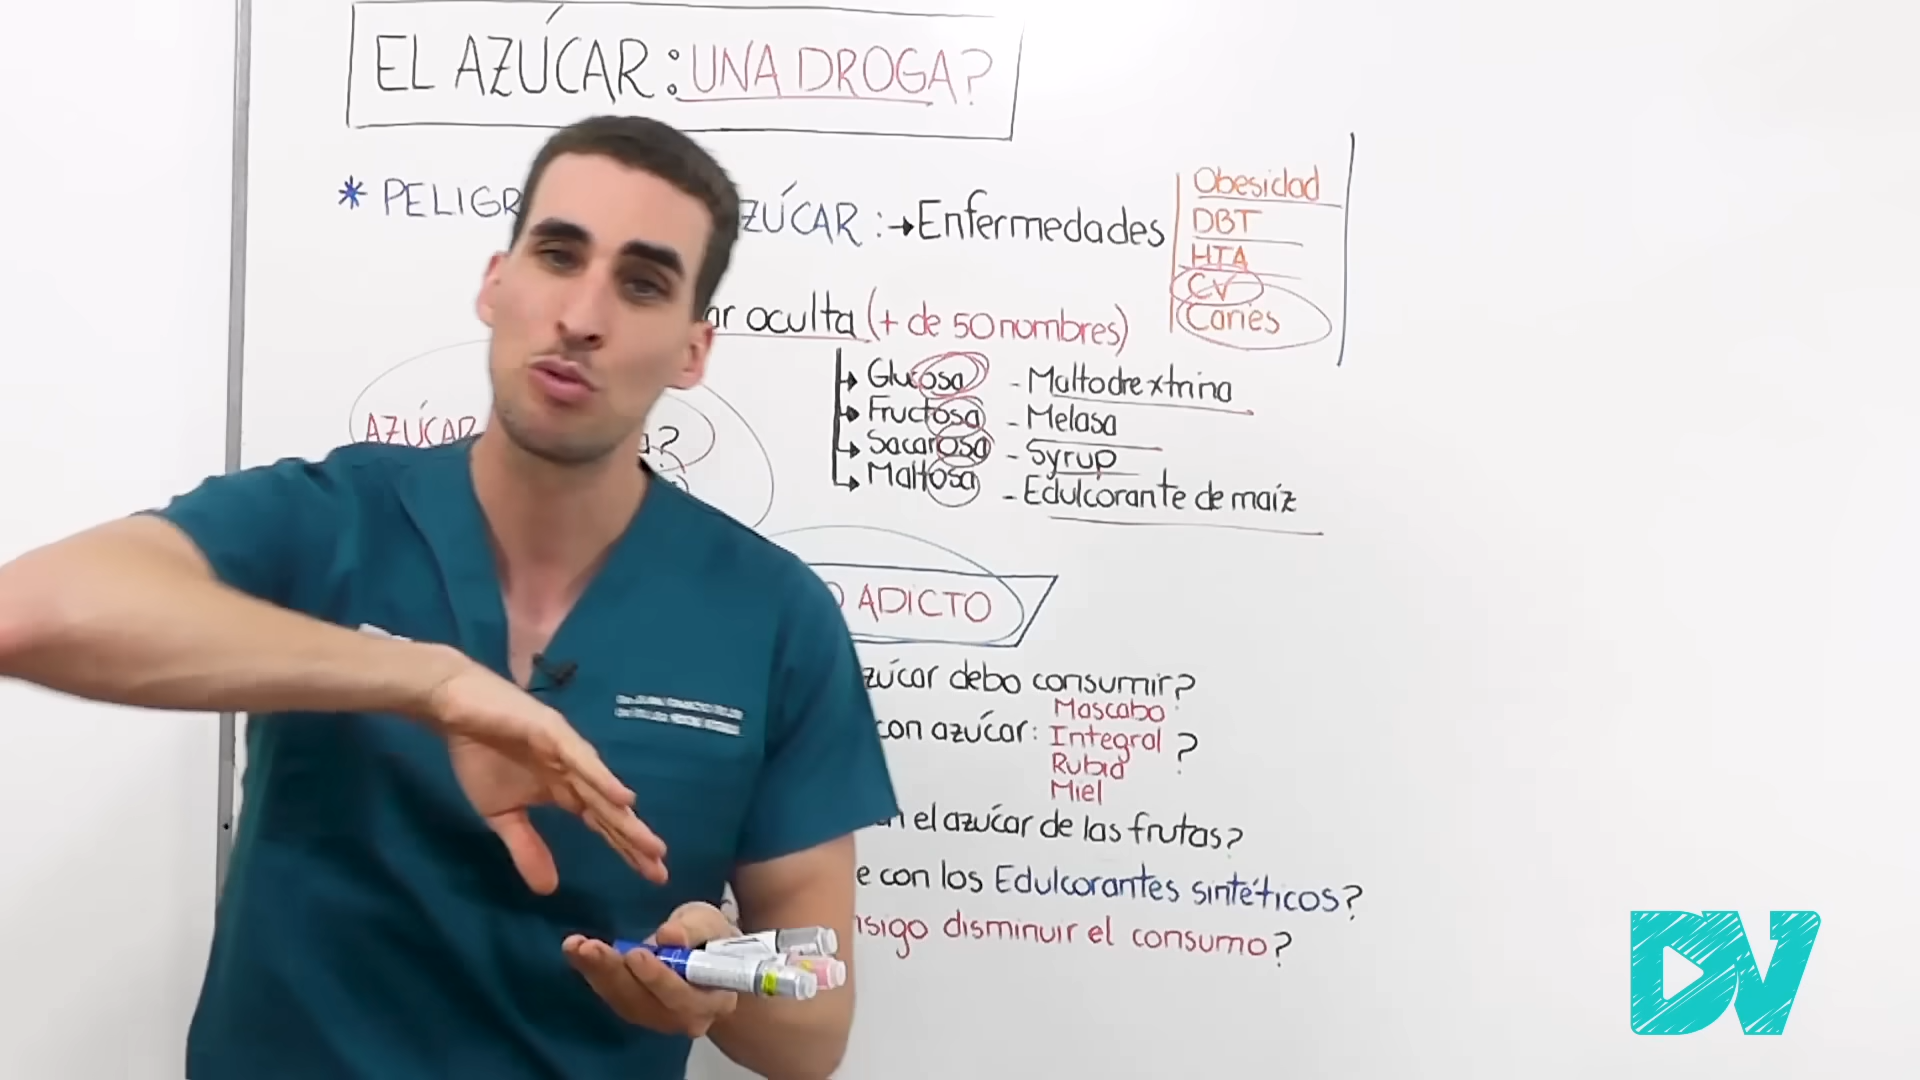 EL AZÚCAR: UNA DROGA?
* PELIGR ZÚCAR: → Enfermedades
Obesidad
DBT
HTA
CV
Caries
ar oculta (+ de 50 nombres)
Glucosa - Maltodextrina
Fructosa - Melasa
Sacarosa - Syrup
Maltosa - Edulcorante de maíz
AZÚCAR a?
O ADICTO
zúcar debo consumir?
con azúcar: Mascabo
Integral ?
Rubia
Miel
n el azúcar de las frutas?
e con los Edulcorantes sintéticos?
nsigo disminuir el consumo?
DV